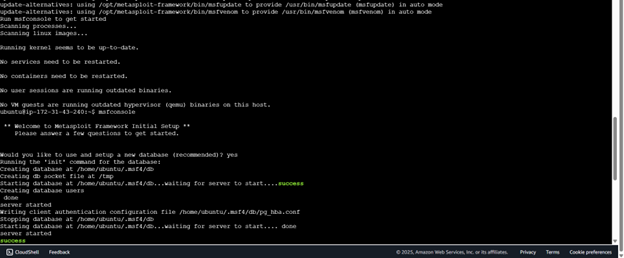 update-alternatives: using /opt/metasploit-framework/bin/msfupdate to provide /usr/bin/msfupdate (msfupdate) in auto mode
update-alternatives: using /opt/metasploit-framework/bin/msfvenom to provide /usr/bin/msfvenom (msfvenom) in auto mode
Run msfconsole to get started
Scanning processes...
Scanning linux images...
Running kernel seems to be up-to-date.
No services need to be restarted.
No containers need to be restarted.
No user sessions are running outdated binaries.
No VM guests are running outdated hypervisor (qemu) binaries on this host.
ubuntu@ip-172-31-43-240:~$ msfconsole
** Welcome to Metasploit Framework Initial Setup **
Please answer a few questions to get started.
Would you like to use and setup a new database (recommended)? yes
Running the 'init' command for the database:
Creating database at /home/ubuntu/.msf4/db
Creating db socket file at /tmp
Starting database at /home/ubuntu/.msf4/db...waiting for server to start....success
Creating database users
done
server started
Writing client authentication configuration file /home/ubuntu/.msf4/db/pg_hba.conf
Stopping database at /home/ubuntu/.msf4/db
Starting database at /home/ubuntu/.msf4/db...waiting for server to start.... done
server started
success
CloudShell Feedback © 2025, Amazon Web Services, Inc. or its affiliates. Privacy Terms Cookie preferences